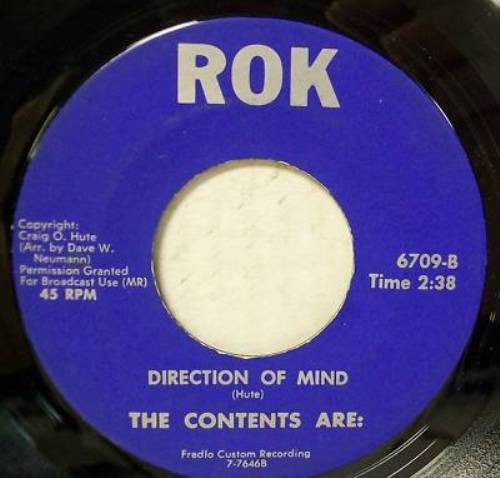 ROK
Copyright:
Craig O. Hute
(Arr. by Dave W.
Neumann)
Permission Granted
For Broadcast Use (MR)
45 RPM
6709-B
Time 2:38
DIRECTION OF MIND
(Hute)
THE CONTENTS ARE:
Fredlo Custom Recording
7-7646B